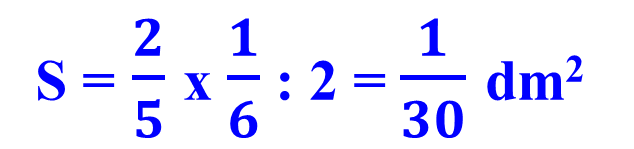 S = 2/5 x 1/6 : 2 = 1/30 dm²